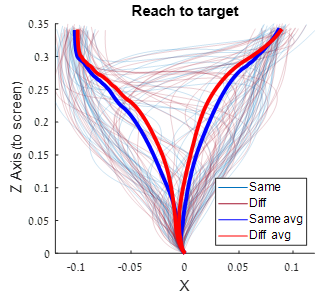 Reach to target
0.35
0.3
0.25
0.2
0.15
0.1
0.05
0
Z Axis (to screen)
-0.1 -0.05 0 0.05 0.1
X
Same
Diff
Same avg
Diff avg